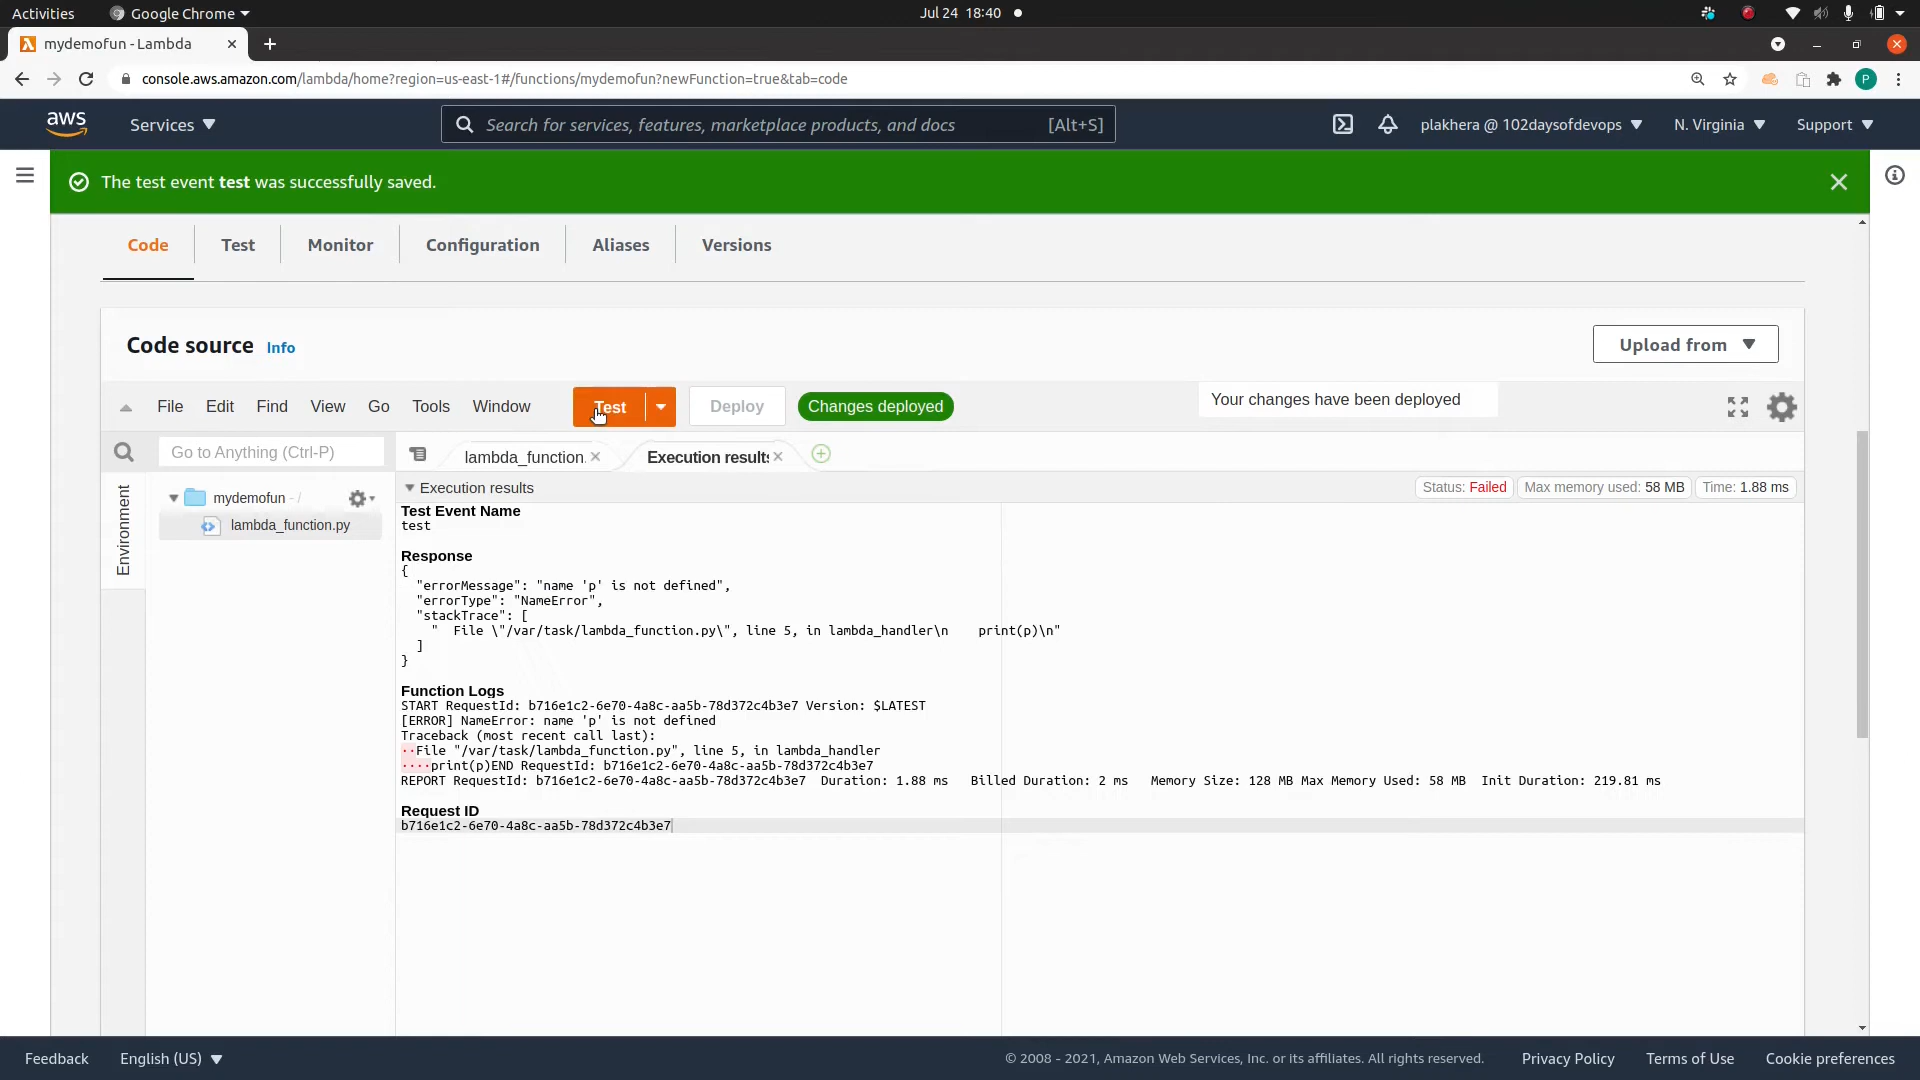 Activities
Google Chrome
Jul 24 18:40
mydemofun - Lambda
console.aws.amazon.com/lambda/home?region=us-east-1#/functions/mydemofun?newFunction=true&tab=code
P
aws
Services
Search for services, features, marketplace products, and docs
[Alt+S]
plakhera @ 102daysofdevops
N. Virginia
Support
The test event test was successfully saved.
Code
Test
Monitor
Configuration
Aliases
Versions
Code source
Info
Upload from
File
Edit
Find
View
Go
Tools
Window
Test
Deploy
Changes deployed
Your changes have been deployed
Go to Anything (Ctrl-P)
lambda_function.
Execution results
Environment
mydemofun - /
lambda_function.py
Execution results
Status: Failed
Max memory used: 58 MB
Time: 1.88 ms
Test Event Name
test
Response
{
"errorMessage": "name 'p' is not defined",
"errorType": "NameError",
"stackTrace": [
"  File \"/var/task/lambda_function.py\", line 5, in lambda_handler\n    print(p)\n"
]
}
Function Logs
START RequestId: b716e1c2-6e70-4a8c-aa5b-78d372c4b3e7 Version: $LATEST
[ERROR] NameError: name 'p' is not defined
Traceback (most recent call last):
··File "/var/task/lambda_function.py", line 5, in lambda_handler
····print(p)END RequestId: b716e1c2-6e70-4a8c-aa5b-78d372c4b3e7
REPORT RequestId: b716e1c2-6e70-4a8c-aa5b-78d372c4b3e7  Duration: 1.88 ms  Billed Duration: 2 ms  Memory Size: 128 MB Max Memory Used: 58 MB  Init Duration: 219.81 ms
Request ID
b716e1c2-6e70-4a8c-aa5b-78d372c4b3e7
Feedback
English (US)
© 2008 - 2021, Amazon Web Services, Inc. or its affiliates. All rights reserved.
Privacy Policy
Terms of Use
Cookie preferences